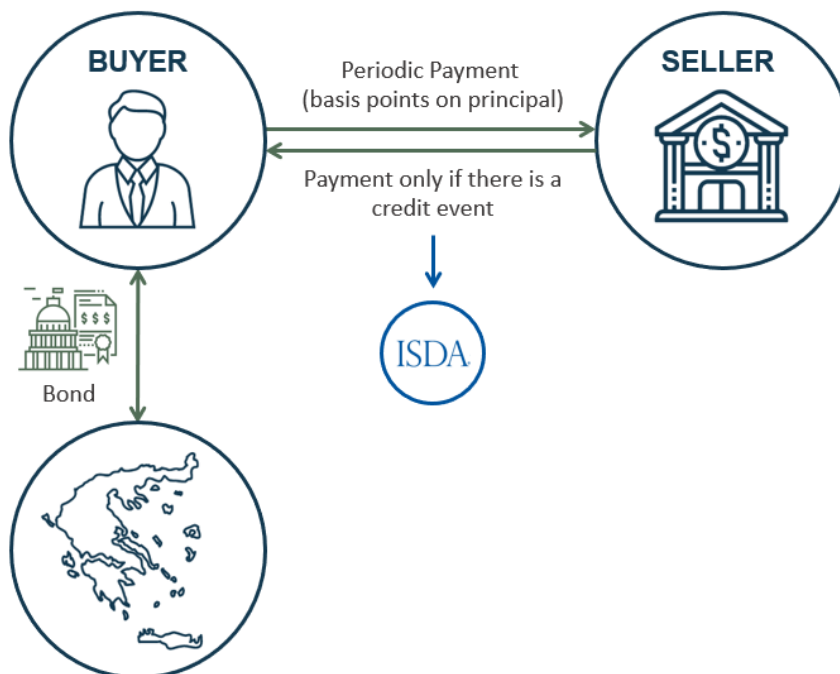 BUYER
Periodic Payment
(basis points on principal)
SELLER
$
Payment only if there is a
credit event
$ $ $
Bond
ISDA